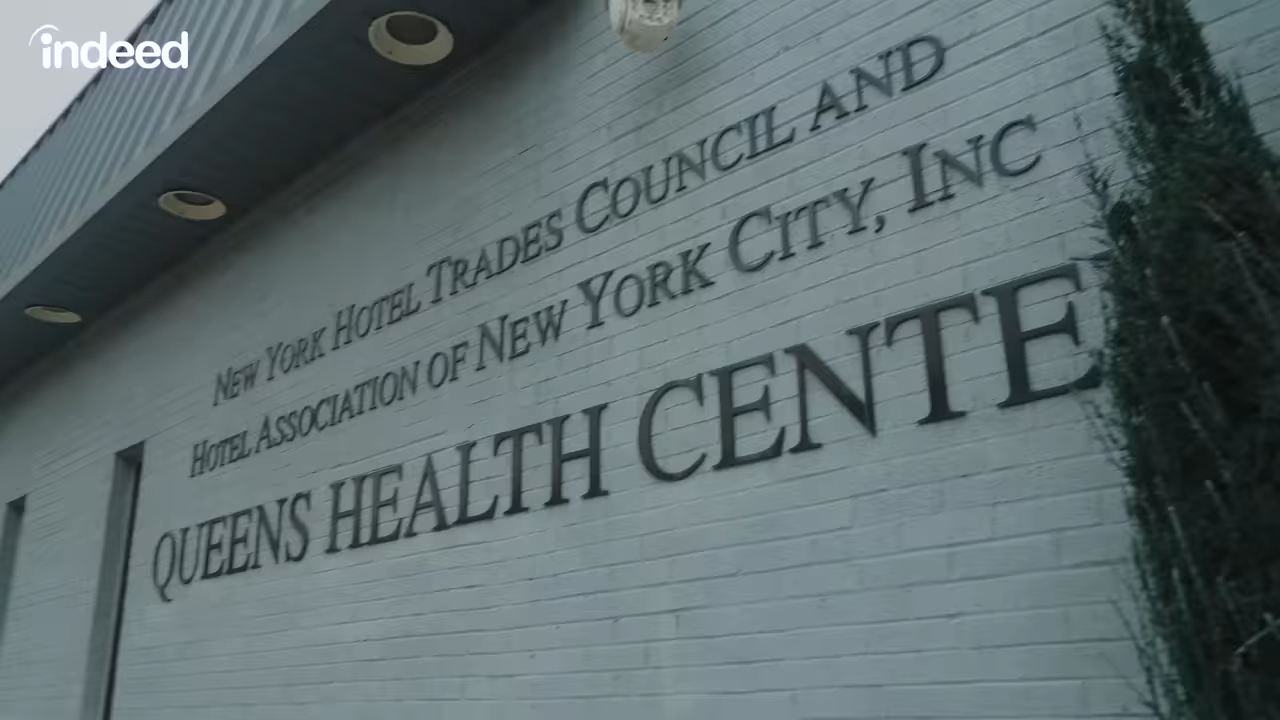 indeed
New York Hotel Trades Council and
Hotel Association of New York City, Inc
QUEENS HEALTH CENTE